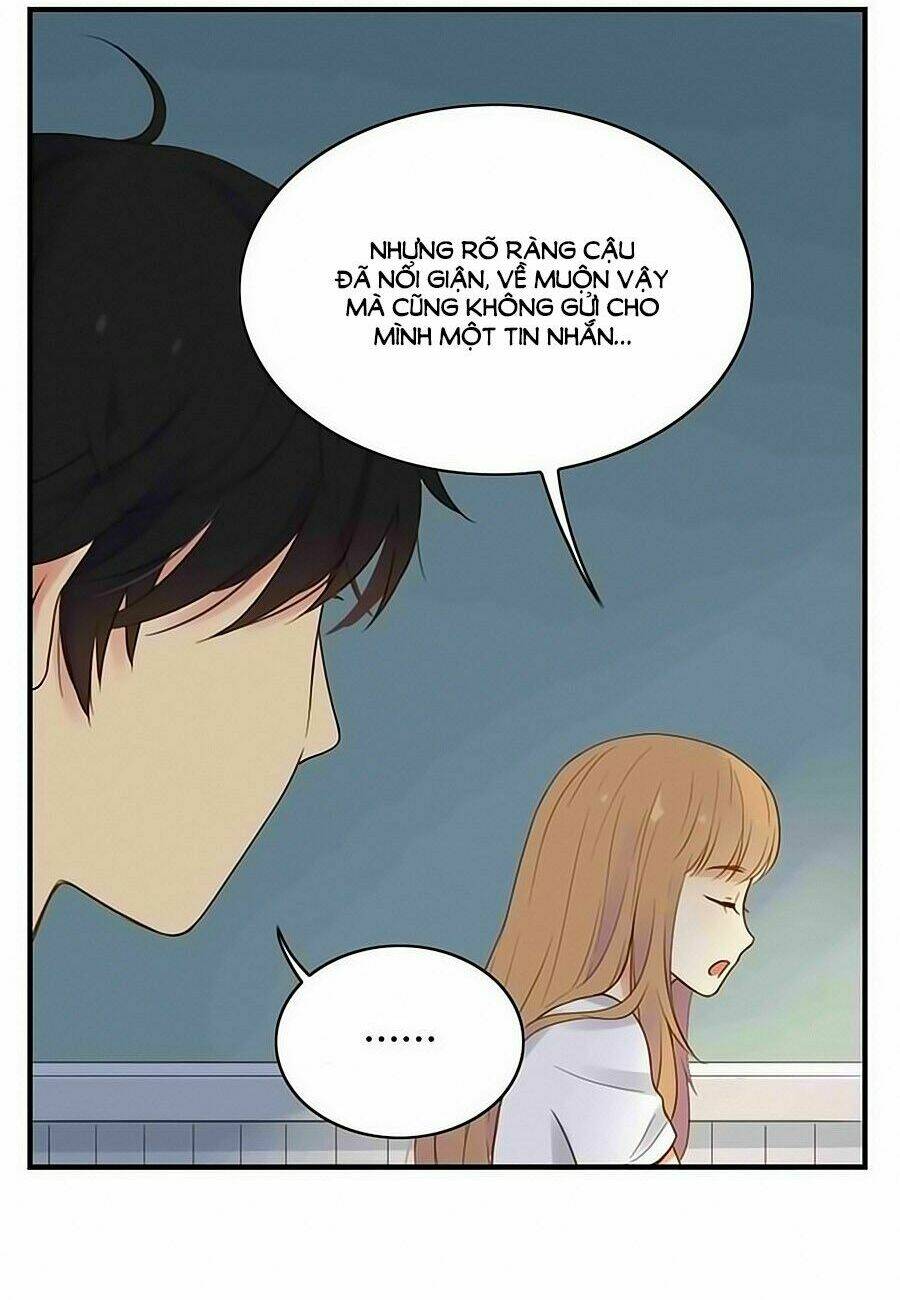 NHƯNG RÕ RÀNG CẬU
ĐÃ NỔI GIẬN, VỀ MUỘN VẬY
MÀ CŨNG KHÔNG GỬI CHO
MÌNH MỘT TIN NHẮN...
......